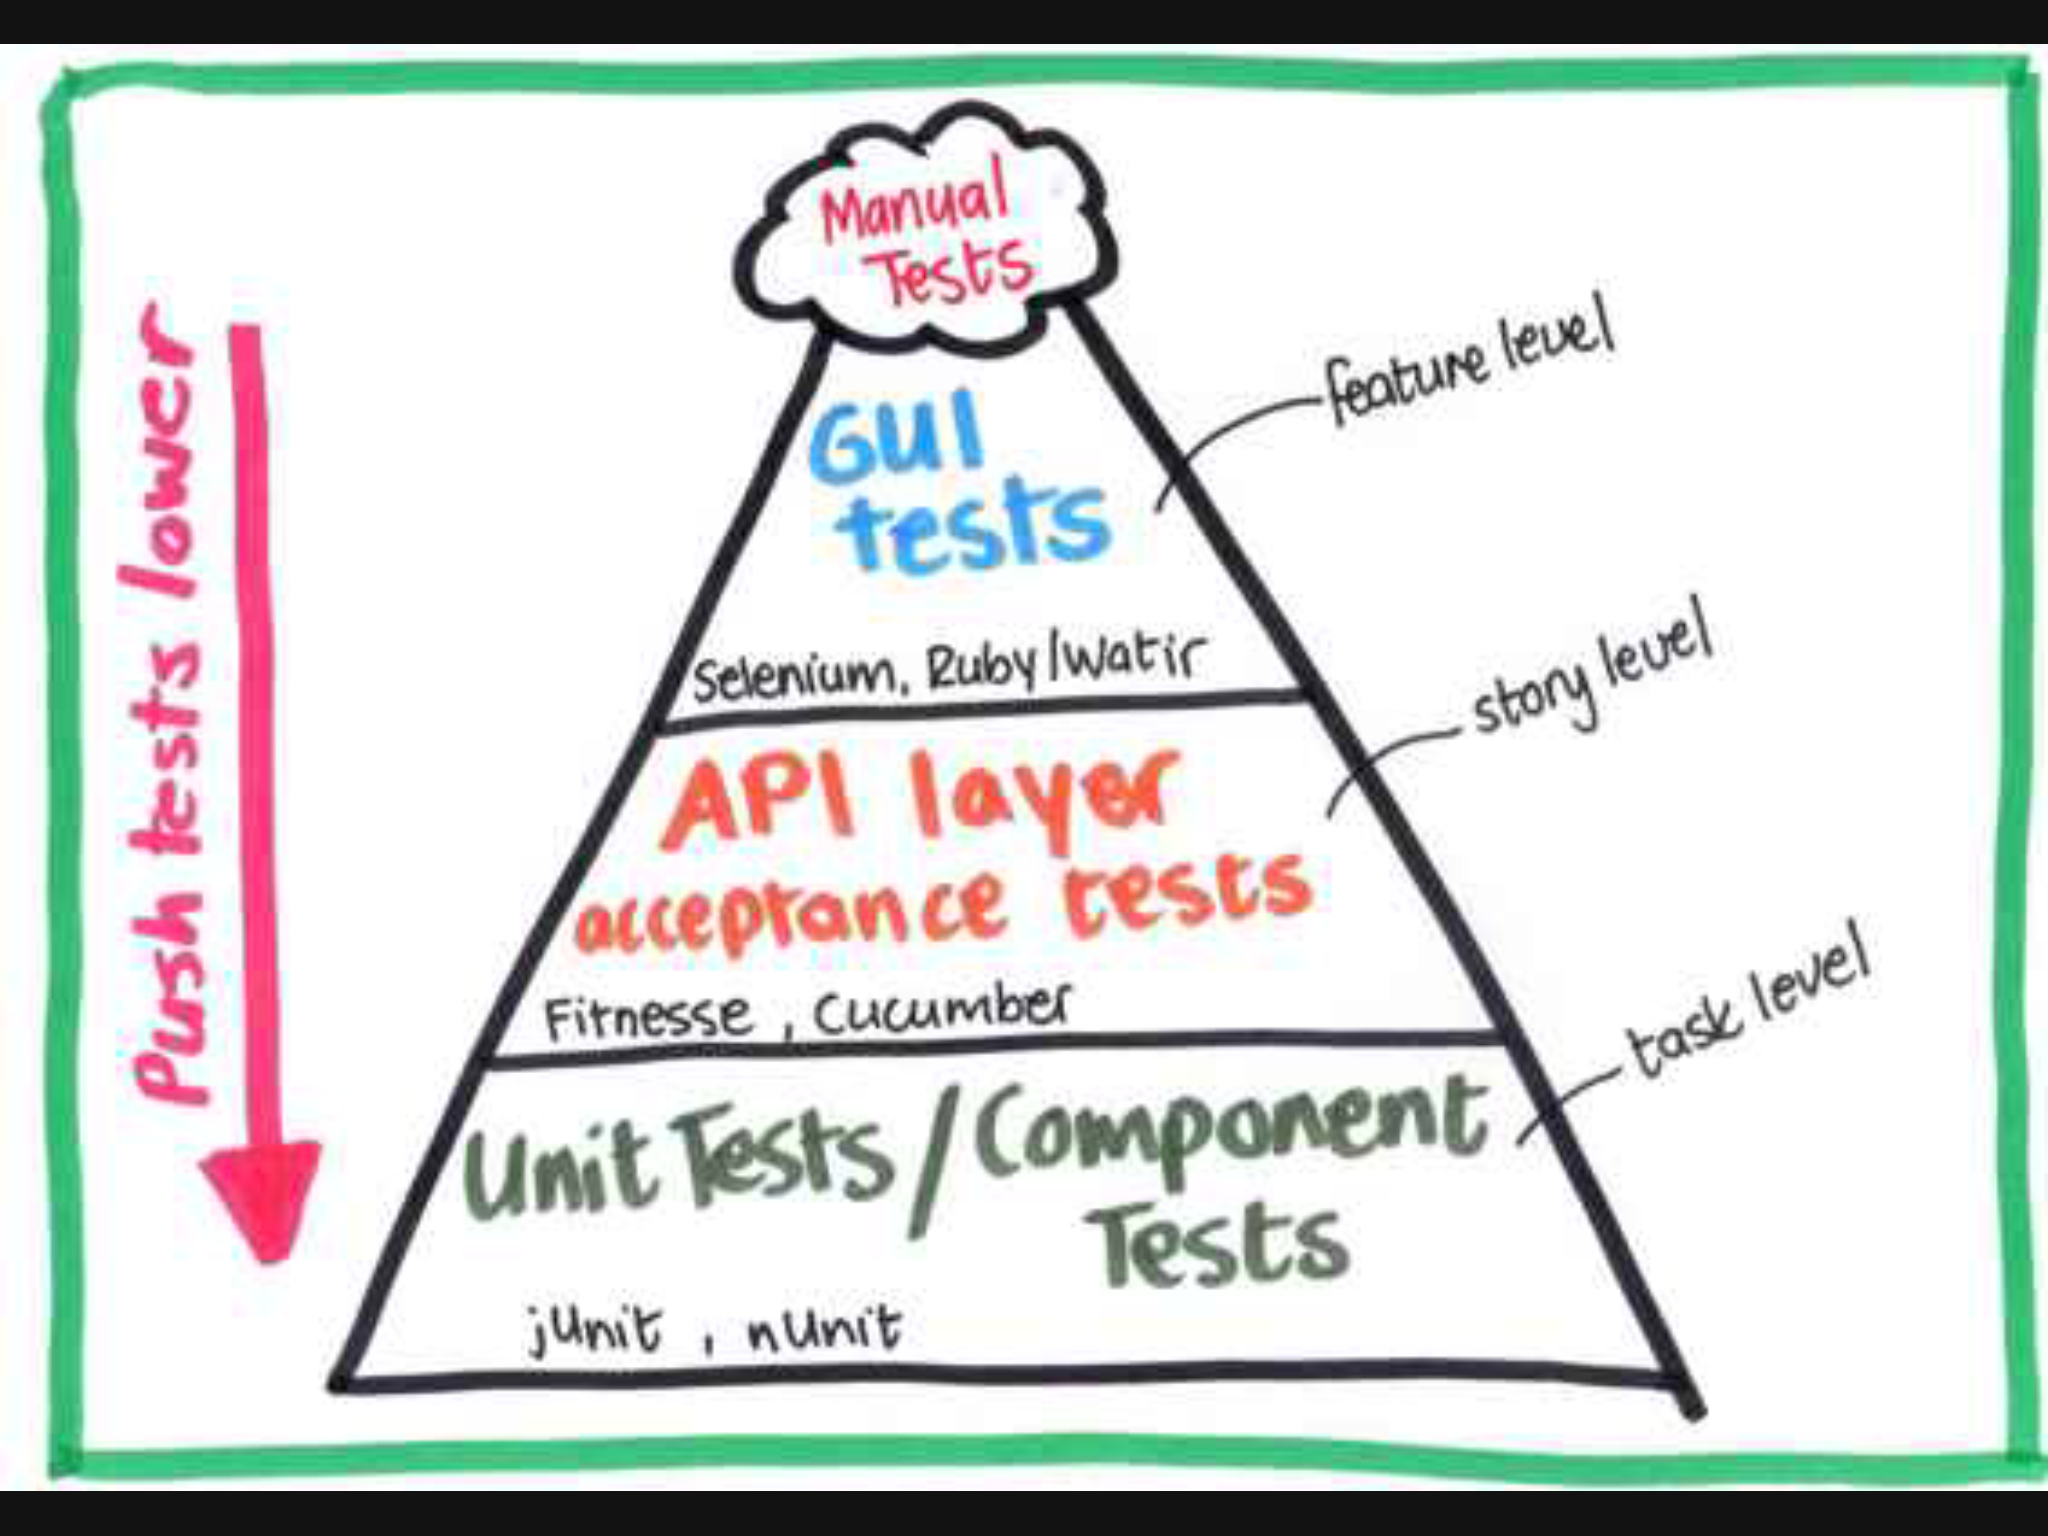 Manual
Tests
GUI
tests
Selenium, Ruby/Watir
feature level
API layer
acceptance tests
Fitnesse, Cucumber
story level
Unit Tests / Component
Tests
jUnit, nUnit
task level
Push tests lower